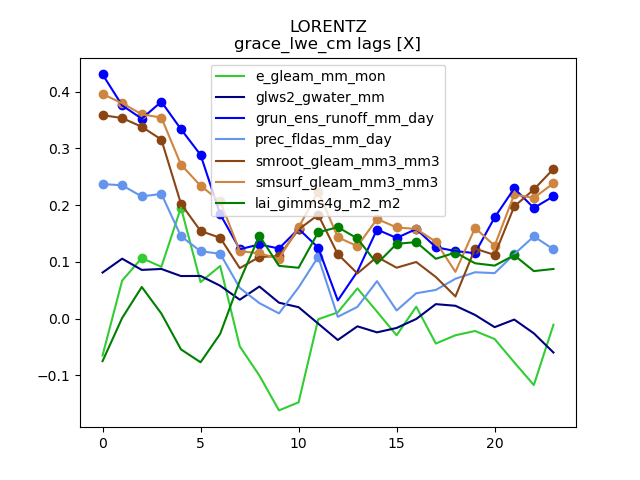 LORENTZ
grace_lwe_cm lags [X]
e_gleam_mm_mon
glws2_gwater_mm
grun_ens_runoff_mm_day
prec_fldas_mm_day
smroot_gleam_mm3_mm3
smsurf_gleam_mm3_mm3
lai_gimms4g_m2_m2
0.4
0.3
0.2
0.1
0.0
−0.1
0
5
10
15
20